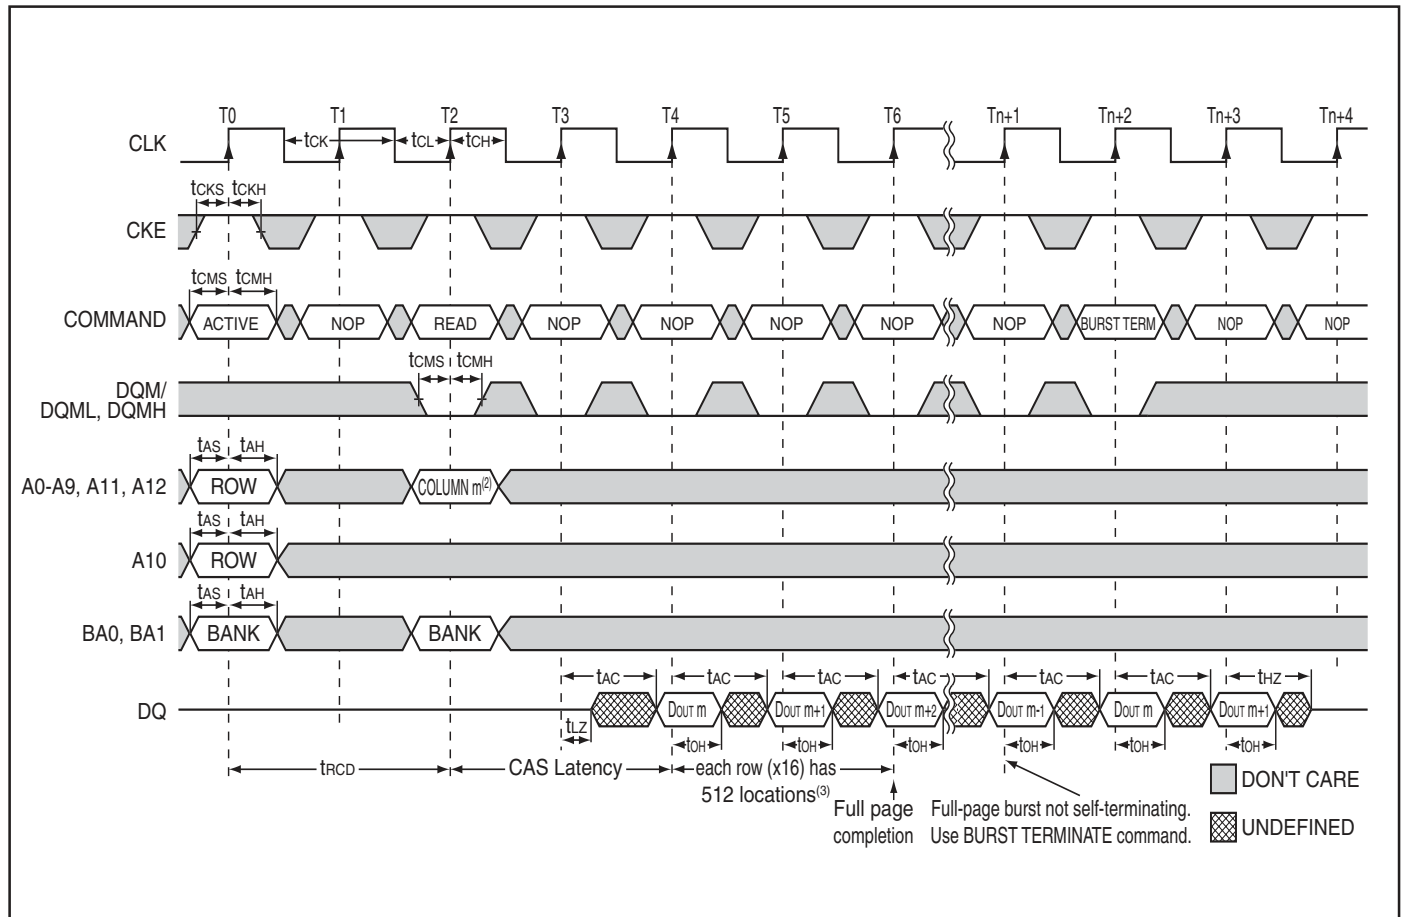 T0 T1 T2 T3 T4 T5 T6 Tn+1 Tn+2 Tn+3 Tn+4
CLK
tCK tCL tCH
tCKS tCKH
CKE
tCMS tCMH
COMMAND ACTIVE NOP READ NOP NOP NOP NOP NOP BURST TERM NOP NOP
tCMS tCMH
DQM/
DQML, DQMH
tAS tAH
A0-A9, A11, A12 ROW COLUMN m(2)
tAS tAH
A10 ROW
tAS tAH
BA0, BA1 BANK BANK
tAC tAC tAC tAC tAC tAC tHZ
DQ DOUT m DOUT m+1 DOUT m+2 DOUT m-1 DOUT m DOUT m+1
tLZ tOH tOH tOH tOH tOH tOH
tRCD CAS Latency each row (x16) has
512 locations(3)
Full page
completion
Full-page burst not self-terminating.
Use BURST TERMINATE command.
DON'T CARE
UNDEFINED